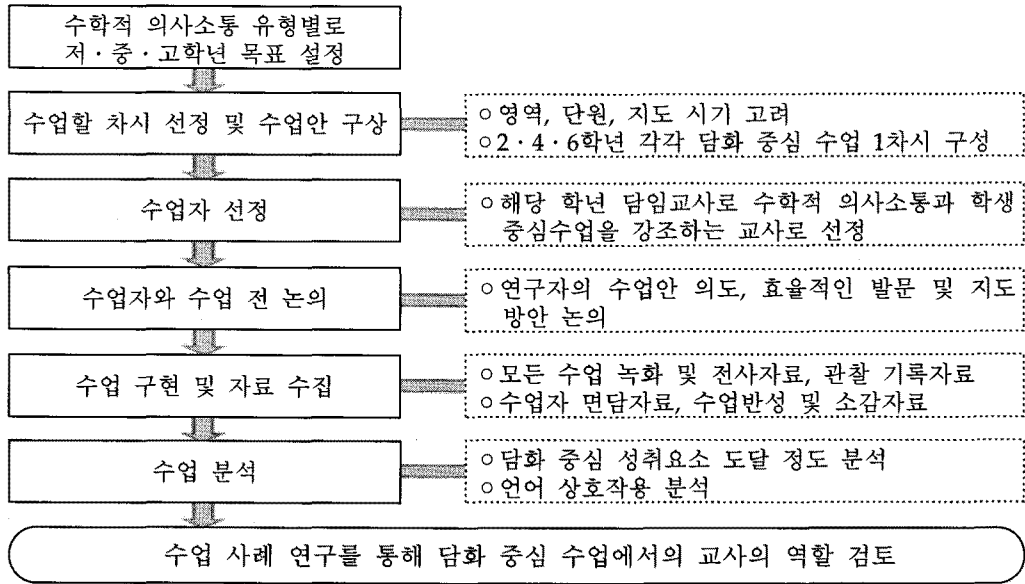 수학적 의사소통 유형별로
저·중·고학년 목표 설정
수업할 차시 선정 및 수업안 구상
○영역, 단원, 지도 시기 고려
○2·4·6학년 각각 담화 중심 수업 1차시 구성
수업자 선정
○해당 학년 담임교사로 수학적 의사소통과 학생
중심수업을 강조하는 교사로 선정
수업자와 수업 전 논의
○연구자의 수업안 의도, 효율적인 발문 및 지도
방안 논의
수업 구현 및 자료 수집
○모든 수업 녹화 및 전사자료, 관찰 기록자료
○수업자 면담자료, 수업반성 및 소감자료
수업 분석
○담화 중심 성취요소 도달 정도 분석
○언어 상호작용 분석
수업 사례 연구를 통해 담화 중심 수업에서의 교사의 역할 검토